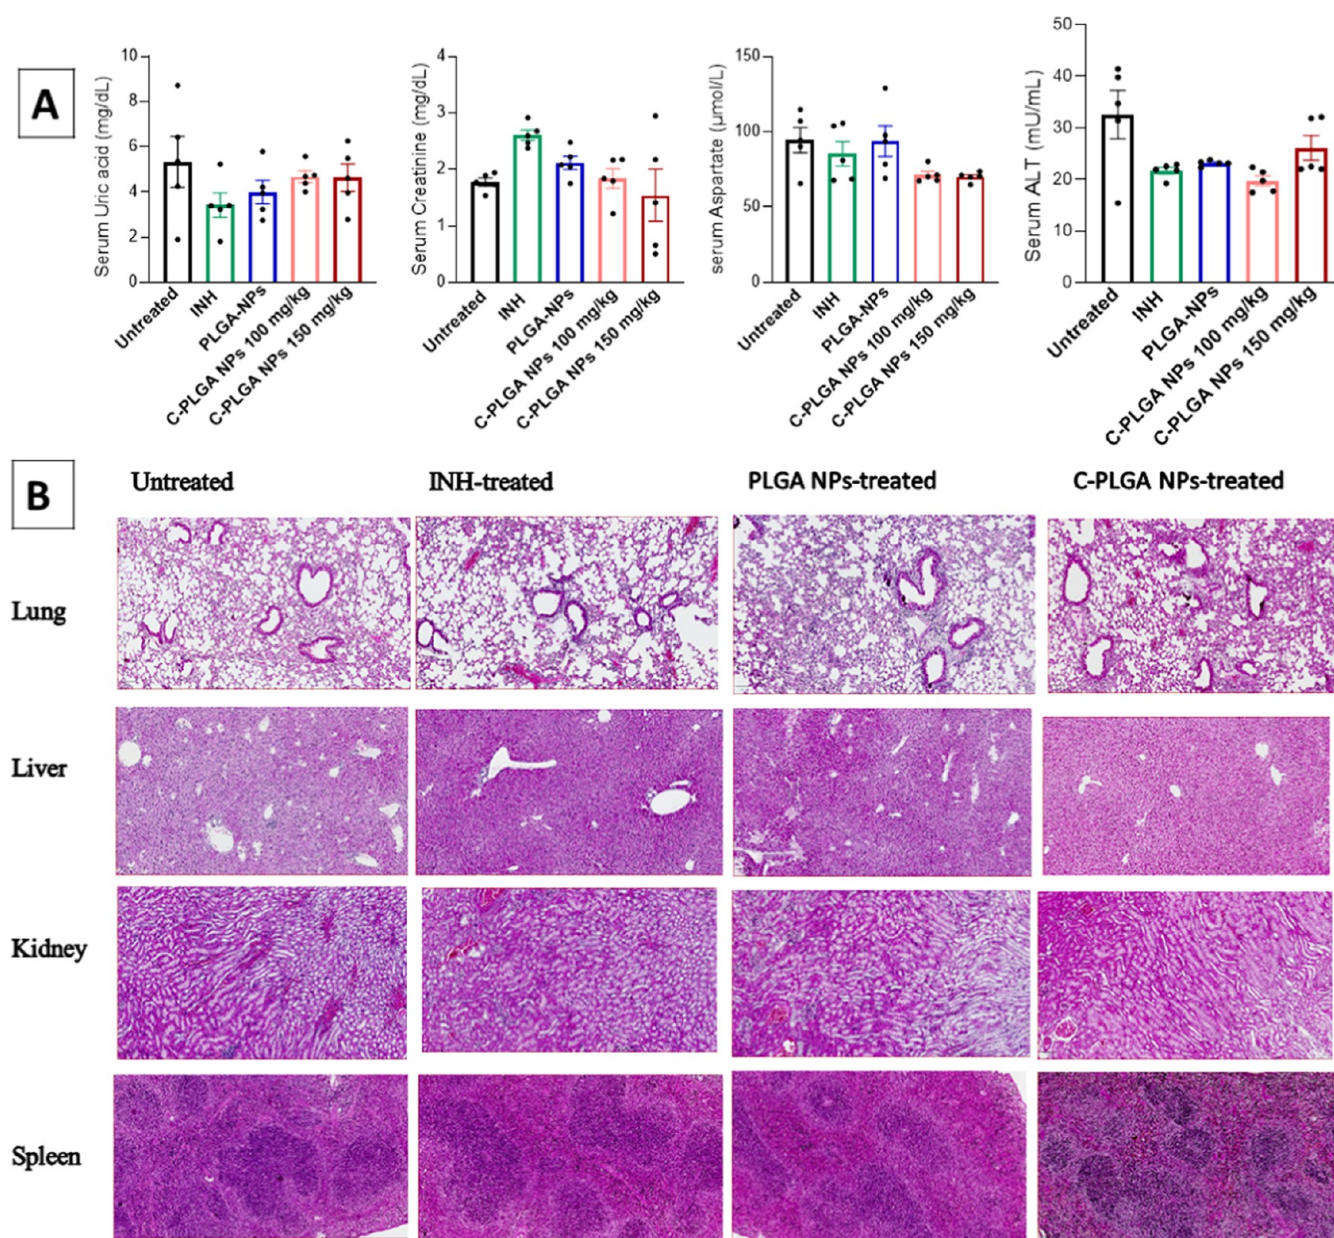 A
Serum Uric acid (mg/dL)
10
8
6
4
2
0
Untreated
INH
PLGA-NPs
C-PLGA NPs 100 mg/kg
C-PLGA NPs 150 mg/kg
Serum Creatinine (mg/dL)
4
3
2
1
0
Untreated
INH
PLGA-NPs
C-PLGA NPs 100 mg/kg
C-PLGA NPs 150 mg/kg
serum Aspartate (μmol/L)
150
100
50
0
Untreated
INH
PLGA-NPs
C-PLGA NPs 100 mg/kg
C-PLGA NPs 150 mg/kg
Serum ALT (mU/mL)
50
40
30
20
10
0
Untreated
INH
PLGA-NPs
C-PLGA NPs 100 mg/kg
C-PLGA NPs 150 mg/kg
B
Untreated INH-treated PLGA NPs-treated C-PLGA NPs-treated
Lung
Liver
Kidney
Spleen